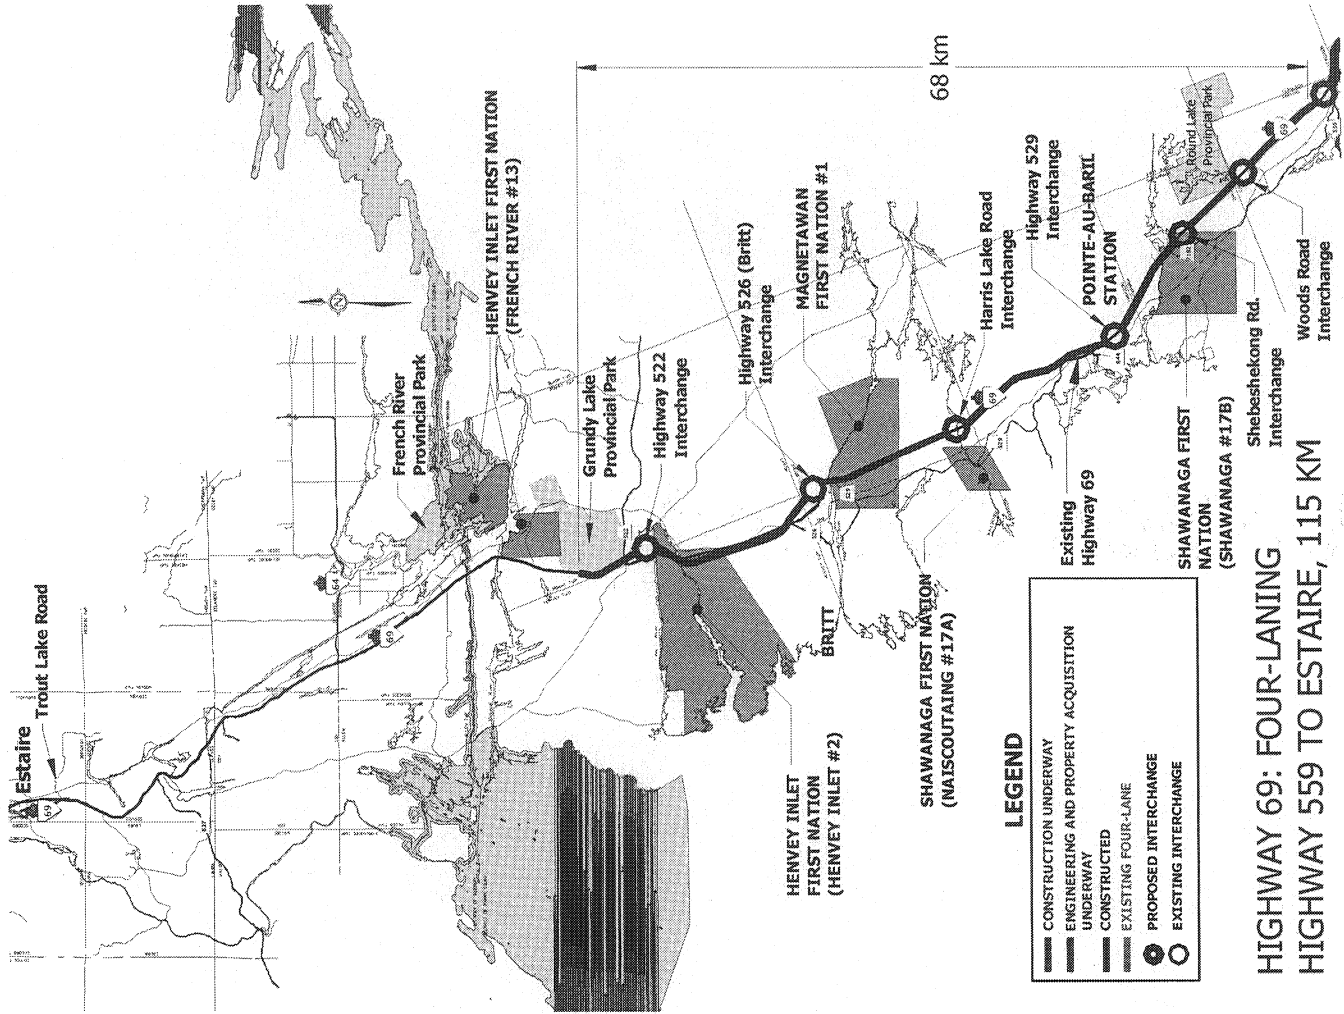 Estaire
Trout Lake Road
69
64
69
French River
Provincial Park
HENVEY INLET FIRST NATION
(FRENCH RIVER #13)
N
Grundy Lake
Provincial Park
Highway 522
Interchange
68 km
Highway 526 (Britt)
Interchange
MAGNETAWAN
FIRST NATION #1
HENVEY INLET
FIRST NATION
(HENVEY INLET #2)
BRITT
SHAWANAGA FIRST NATION
(NAISCOUTAING #17A)
Harris Lake Road
Interchange
69
Highway 529
Interchange
Existing
Highway 69
POINTE-AU-BARIL
STATION
SHAWANAGA FIRST
NATION
(SHAWANAGA #17B)
Shebeshekong Rd.
Interchange
Round Lake
Provincial Park
69
Woods Road
Interchange
LEGEND
CONSTRUCTION UNDERWAY
ENGINEERING AND PROPERTY ACQUISITION
UNDERWAY
CONSTRUCTED
EXISTING FOUR-LANE
PROPOSED INTERCHANGE
EXISTING INTERCHANGE
HIGHWAY 69: FOUR-LANING
HIGHWAY 559 TO ESTAIRE, 115 KM